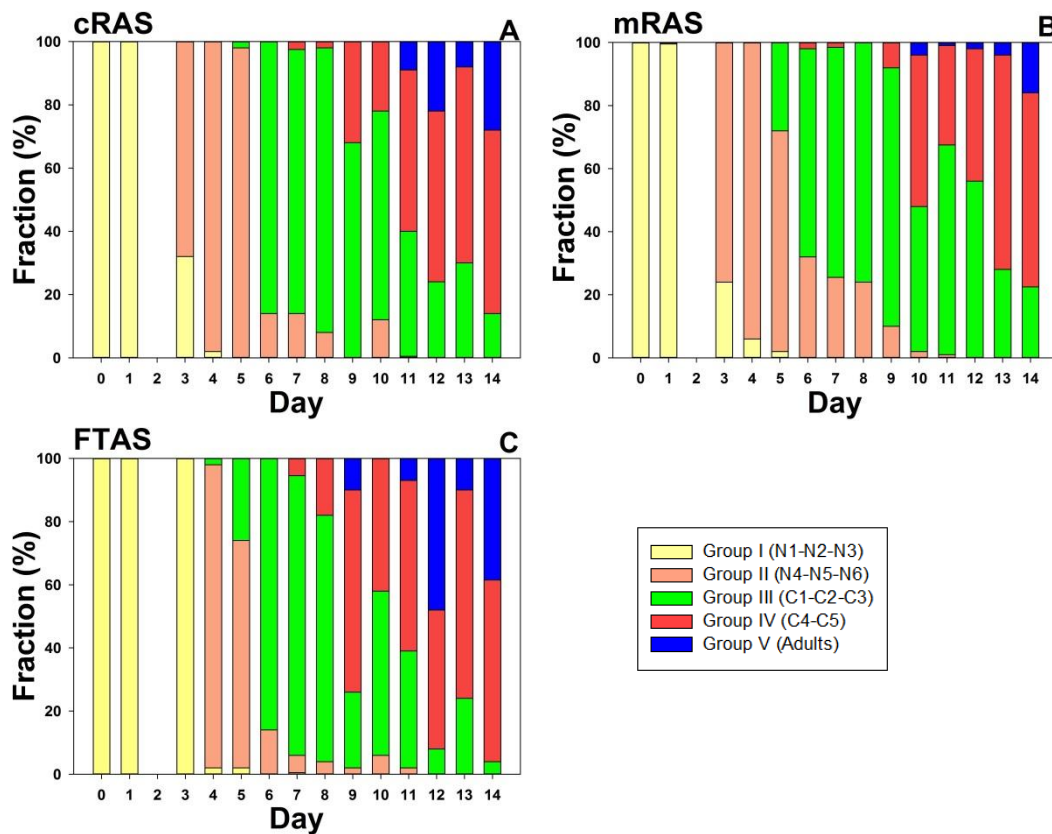 cRAS
A
Fraction (%)
100
80
60
40
20
0
0 1 2 3 4 5 6 7 8 9 10 11 12 13 14
Day
mRAS
B
Fraction (%)
100
80
60
40
20
0
0 1 2 3 4 5 6 7 8 9 10 11 12 13 14
Day
FTAS
C
Fraction (%)
100
80
60
40
20
0
0 1 2 3 4 5 6 7 8 9 10 11 12 13 14
Day
Group I (N1-N2-N3)
Group II (N4-N5-N6)
Group III (C1-C2-C3)
Group IV (C4-C5)
Group V (Adults)